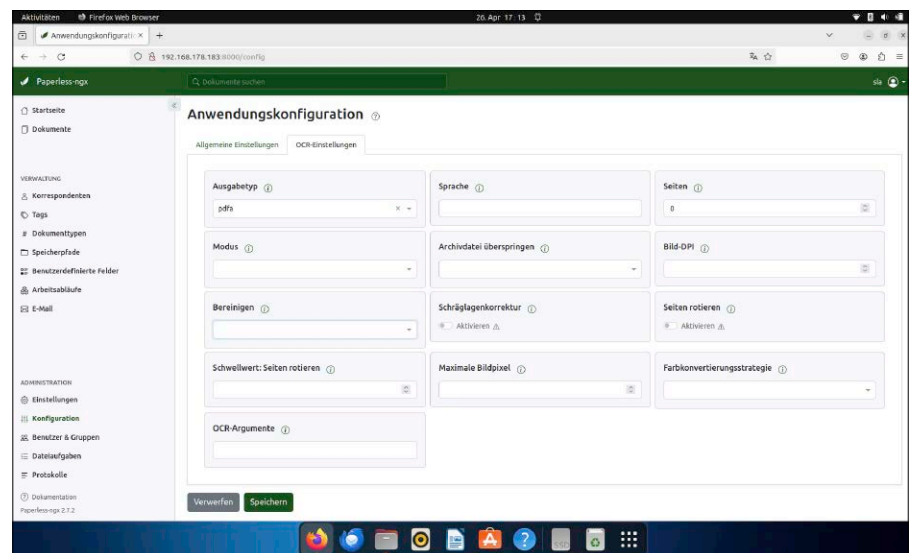 Aktivitäten Firefox Web Browser 26. Apr 17:13
Anwendungskonfiguratio × +
192.168.178.183:8000/config
Paperless-ngx Dokumente suchen sla
Startseite
Dokumente
VERWALTUNG
Korrespondenten
Tags
Dokumenttypen
Speicherpfade
Benutzerdefinierte Felder
Arbeitsabläufe
E-Mail
ADMINISTRATION
Einstellungen
Konfiguration
Benutzer & Gruppen
Dateiaufgaben
Protokolle
Dokumentation
Paperless-ngx 2.7.2
Anwendungskonfiguration
Allgemeine Einstellungen OCR-Einstellungen
Ausgabetyp Sprache Seiten
pdfa 0
Modus Archivdatei überspringen Bild-DPI
Bereinigen Schräglagenkorrektur Seiten rotieren
Aktivieren Aktivieren
Schwellwert: Seiten rotieren Maximale Bildpixel Farbkonvertierungsstrategie
OCR-Argumente
Verwerfen Speichern